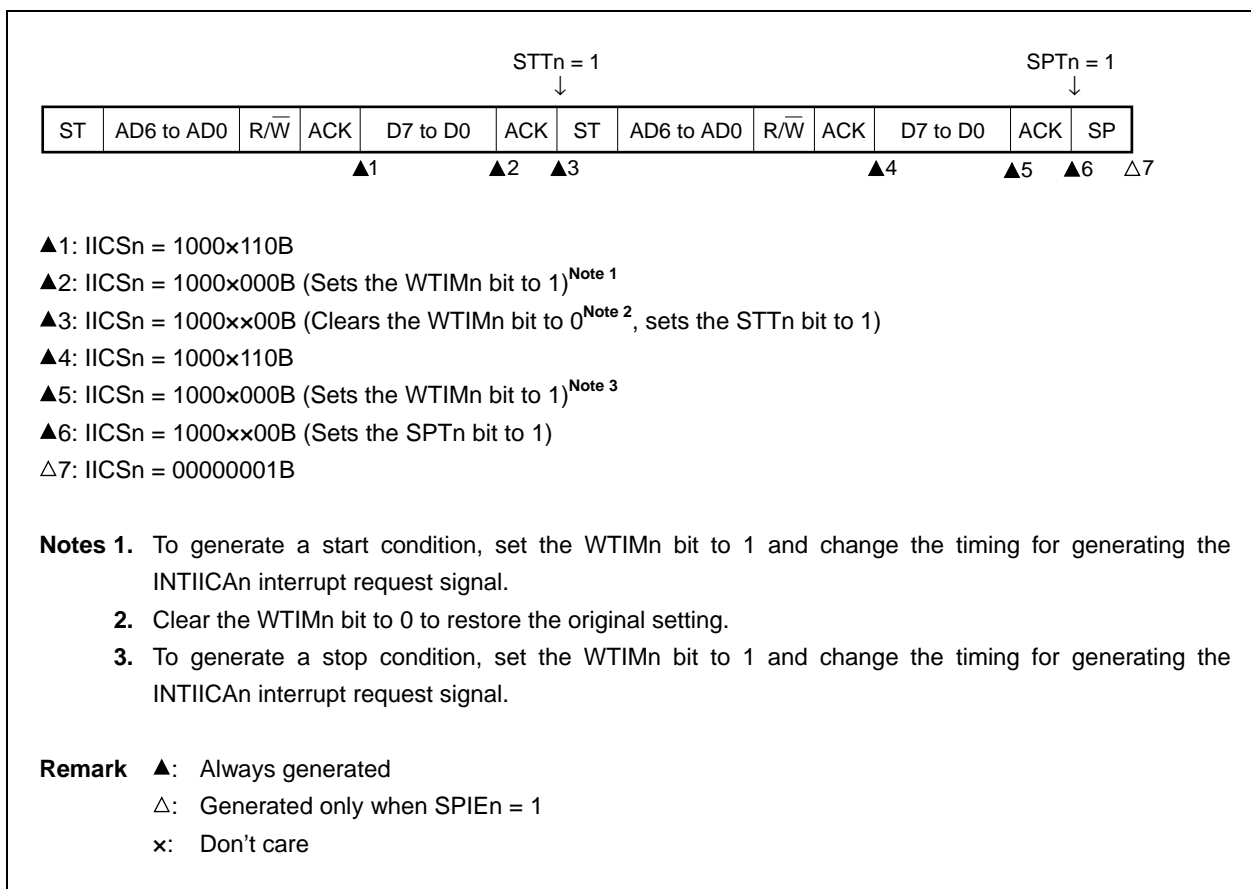 STTn = 1 SPTn = 1
↓ ↓
ST AD6 to AD0 R/W̅ ACK D7 to D0 ACK ST AD6 to AD0 R/W̅ ACK D7 to D0 ACK SP
▲1 ▲2 ▲3 ▲4 ▲5 ▲6 △7
▲1: IICSn = 1000×110B
▲2: IICSn = 1000×000B (Sets the WTIMn bit to 1)Note 1
▲3: IICSn = 1000××00B (Clears the WTIMn bit to 0Note 2, sets the STTn bit to 1)
▲4: IICSn = 1000×110B
▲5: IICSn = 1000×000B (Sets the WTIMn bit to 1)Note 3
▲6: IICSn = 1000××00B (Sets the SPTn bit to 1)
△7: IICSn = 00000001B
Notes 1. To generate a start condition, set the WTIMn bit to 1 and change the timing for generating the
INTIICAn interrupt request signal.
2. Clear the WTIMn bit to 0 to restore the original setting.
3. To generate a stop condition, set the WTIMn bit to 1 and change the timing for generating the
INTIICAn interrupt request signal.
Remark ▲: Always generated
△: Generated only when SPIEn = 1
×: Don't care